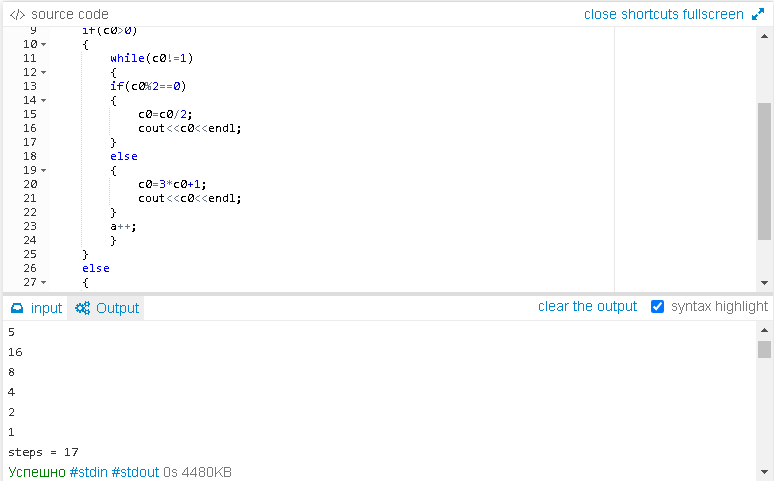 </> source code close shortcuts fullscreen
9 if(c0>0)
10 {
11 while(c0!=1)
12 {
13 if(c0%2==0)
14 {
15 c0=c0/2;
16 cout<<c0<<endl;
17 }
18 else
19 {
20 c0=3*c0+1;
21 cout<<c0<<endl;
22 }
23 a++;
24 }
25 }
26 else
27 {
input Output clear the output syntax highlight
5
16
8
4
2
1
steps = 17
Успешно #stdin #stdout 0s 4480KB